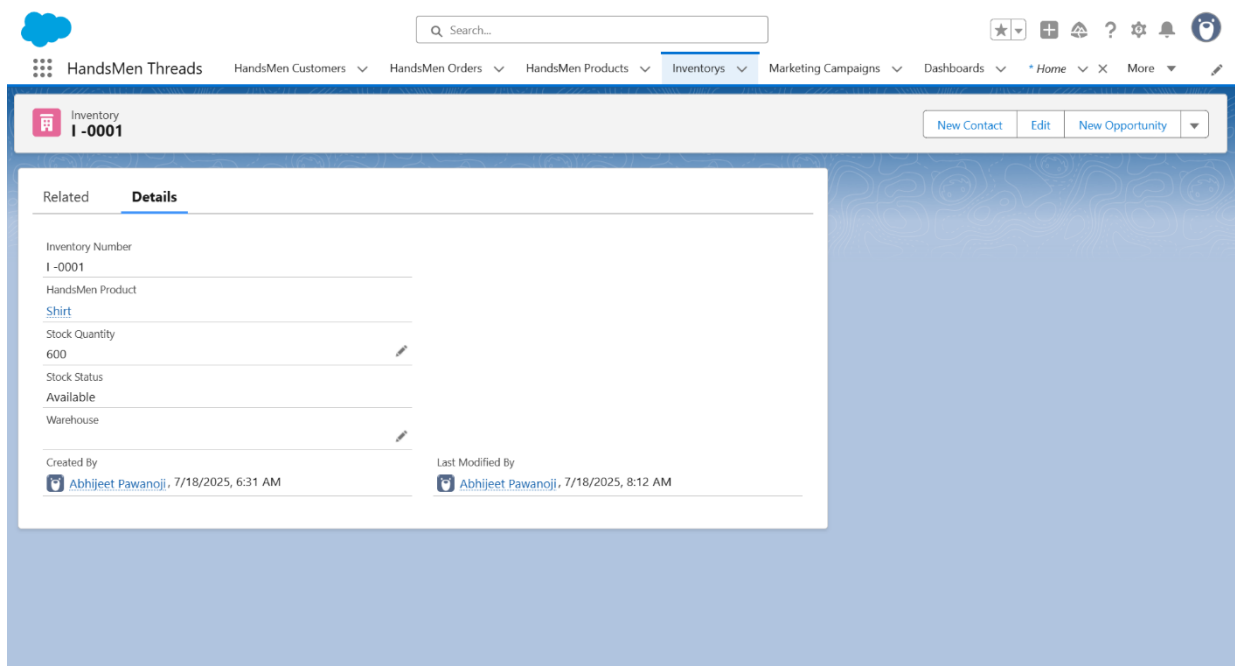 Search...
HandsMen Threads HandsMen Customers HandsMen Orders HandsMen Products Inventorys Marketing Campaigns Dashboards * Home More
Inventory
I -0001
New Contact Edit New Opportunity
Related Details
Inventory Number
I -0001
HandsMen Product
Shirt
Stock Quantity
600
Stock Status
Available
Warehouse
Created By Last Modified By
Abhijeet Pawanoji, 7/18/2025, 6:31 AM Abhijeet Pawanoji, 7/18/2025, 8:12 AM